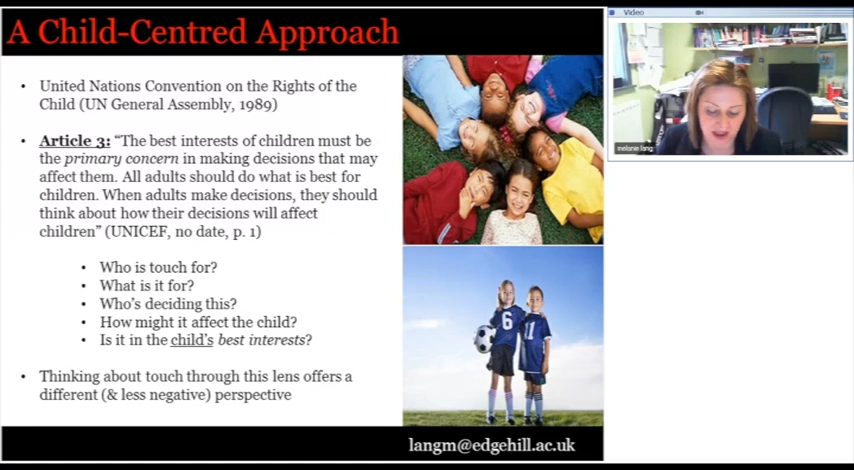 A Child-Centred Approach
• United Nations Convention on the Rights of the
Child (UN General Assembly, 1989)
• Article 3: “The best interests of children must be
the primary concern in making decisions that may
affect them. All adults should do what is best for
children. When adults make decisions, they should
think about how their decisions will affect
children” (UNICEF, no date, p. 1)
• Who is touch for?
• What is it for?
• Who’s deciding this?
• How might it affect the child?
• Is it in the child’s best interests?
• Thinking about touch through this lens offers a
different (& less negative) perspective
6
11
langm@edgehill.ac.uk
Video
melanie lang